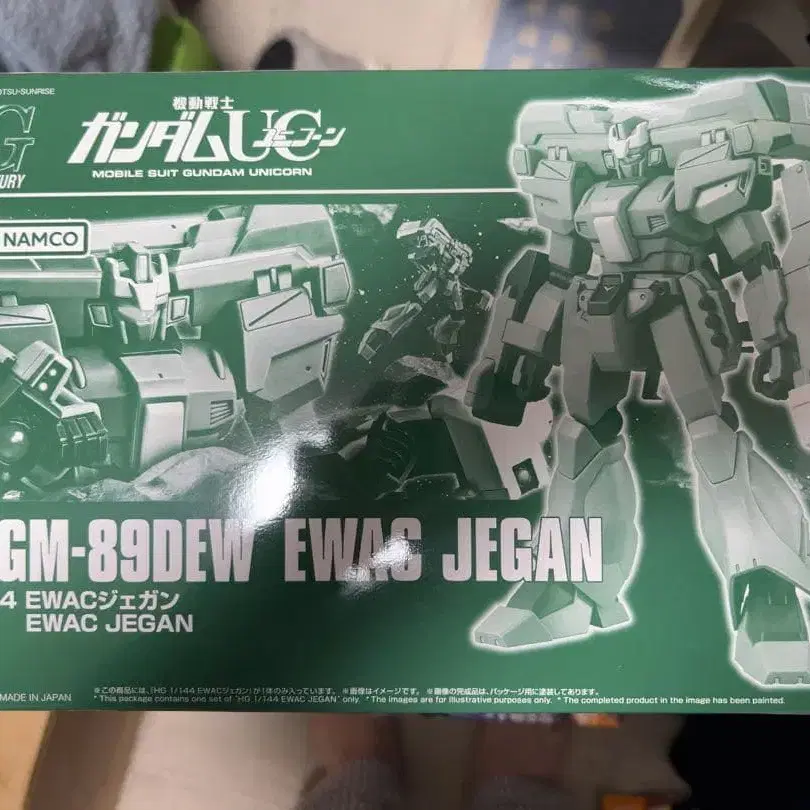 OTSU•SUNRISE
G
URY
機動戦士
ガンダムUC
ユニコーン
MOBILE SUIT GUNDAM UNICORN
NAMCO
GM-89DEW EWAC JEGAN
4 EWACジェガン
EWAC JEGAN
MADE IN JAPAN
※この商品には、「HG 1/144 EWACジェガン」が1体のみ入っています。 ※画像はイメージです。 ※画像の完成品は、パッケージ用に塗装してあります。
* This package contains one set of "HG 1/144 EWAC JEGAN" only. * The images are for illustrative purposes only. * The completed product in the image has been painted.